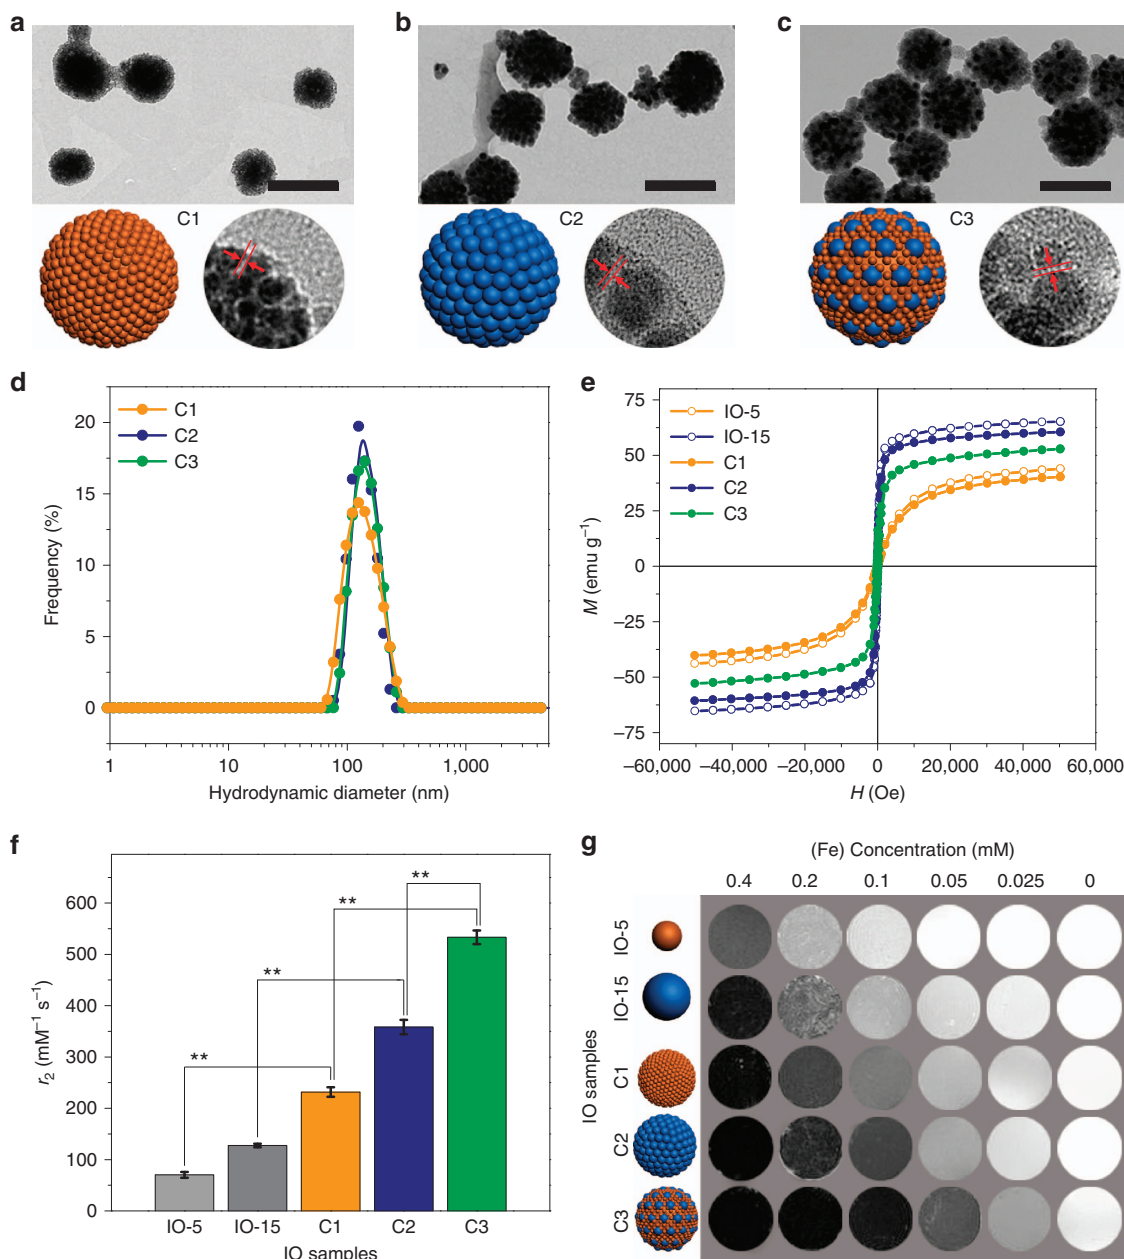 a
b
c
C1
C2
C3
d
C1
C2
C3
Frequency (%)
20
15
10
5
0
1
10
100
1,000
Hydrodynamic diameter (nm)
e
IO-5
IO-15
C1
C2
C3
M (emu g⁻¹)
75
50
25
0
−25
−50
−75
−60,000 −40,000 −20,000 0 20,000 40,000 60,000
H (Oe)
f
r₂ (mM⁻¹ s⁻¹)
600
500
400
300
200
100
0
**
**
**
**
IO-5 IO-15 C1 C2 C3
IO samples
g
(Fe) Concentration (mM)
0.4 0.2 0.1 0.05 0.025 0
IO samples
IO-5
IO-15
C1
C2
C3